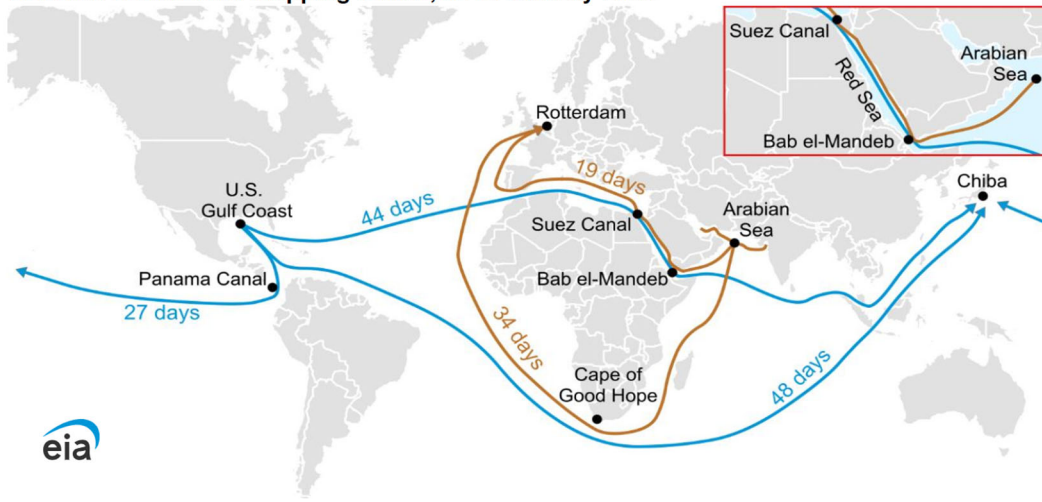 Suez Canal
Arabian
Sea
Red Sea
Bab el-Mandeb
Rotterdam
19 days
Chiba
U.S.
Gulf Coast
44 days
Suez Canal
Arabian
Sea
Panama Canal
Bab el-Mandeb
27 days
34 days
48 days
Cape of
Good Hope
eia